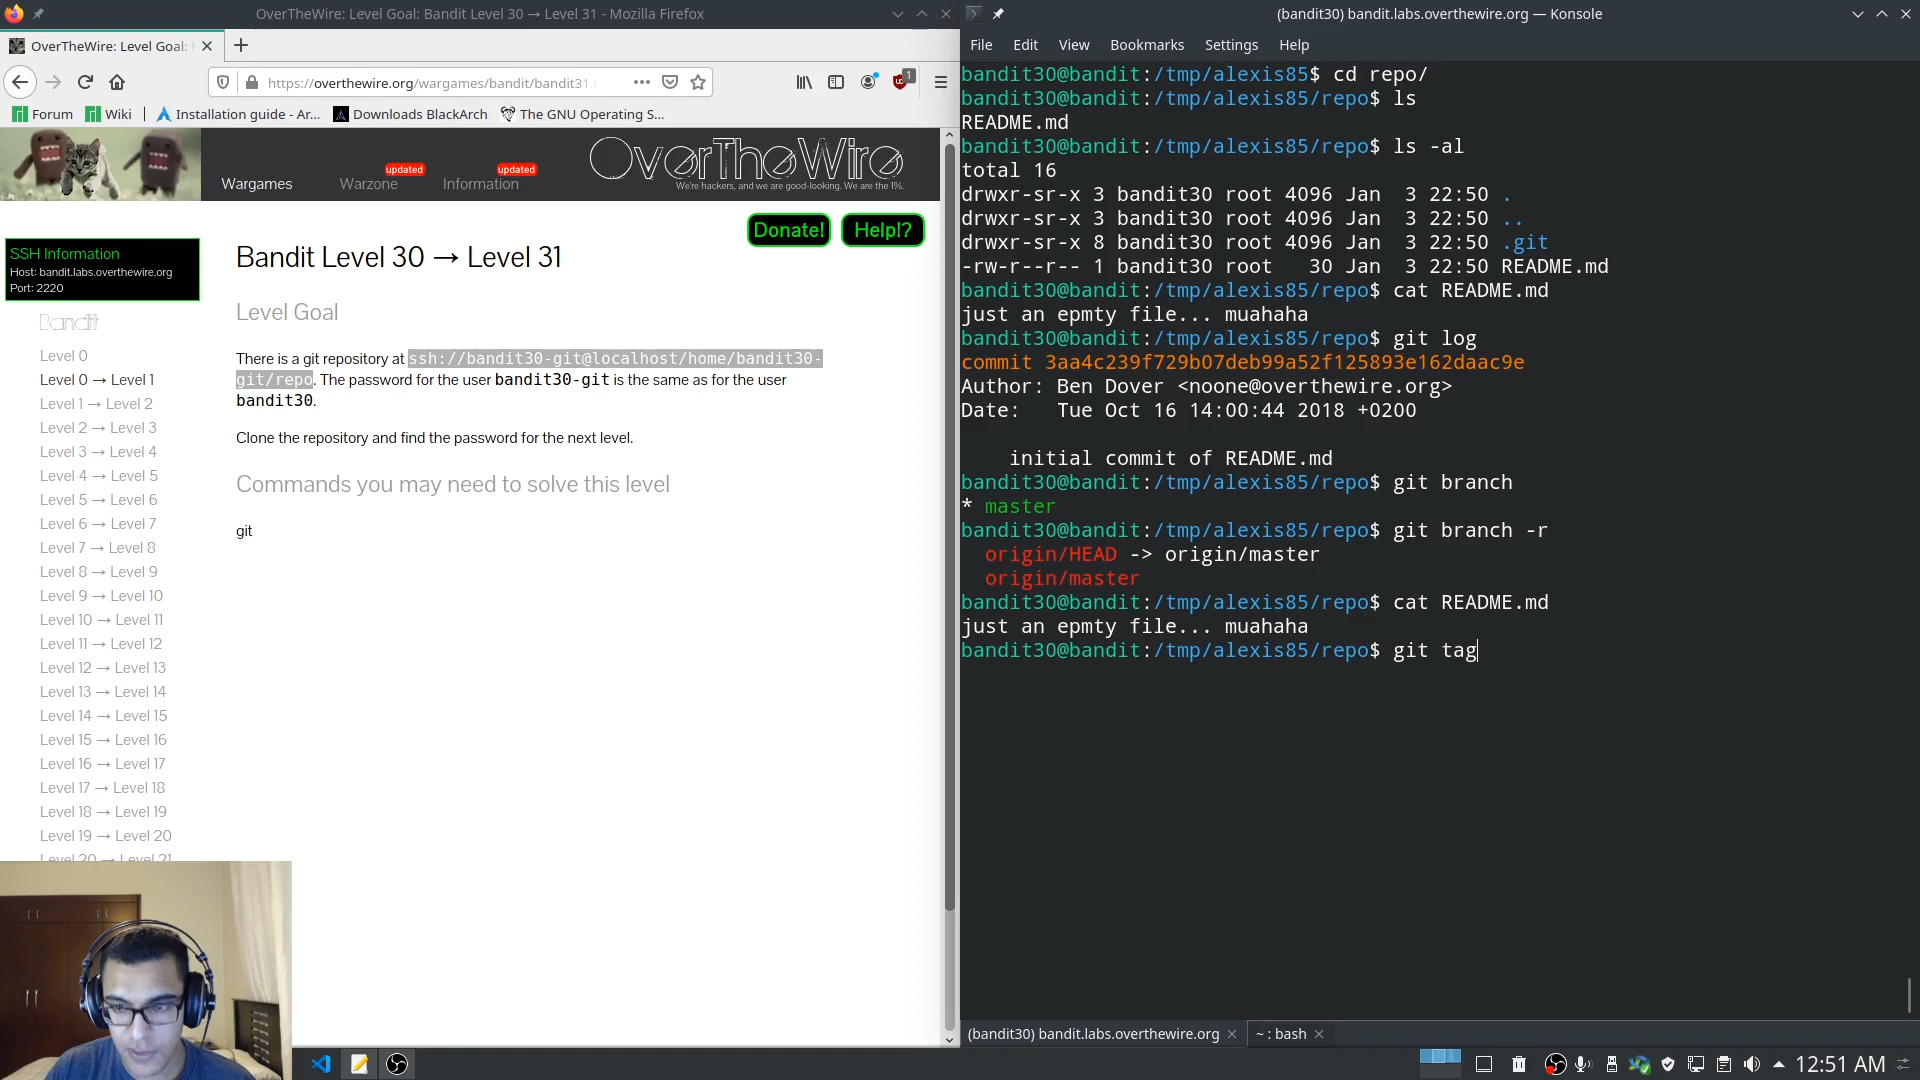 OverTheWire: Level Goal: Bandit Level 30 → Level 31 - Mozilla Firefox
OverTheWire: Level Goal:
https://overthewire.org/wargames/bandit/bandit31.
1
Forum
Wiki
Installation guide - Ar...
Downloads BlackArch
The GNU Operating S...
Wargames
Warzone
updated
Information
updated
OverTheWire
We're hackers, and we are good-looking. We are the 1%.
Donate!
Help!?
SSH Information
Host: bandit.labs.overthewire.org
Port: 2220
Bandit
Level 0
Level 0 → Level 1
Level 1 → Level 2
Level 2 → Level 3
Level 3 → Level 4
Level 4 → Level 5
Level 5 → Level 6
Level 6 → Level 7
Level 7 → Level 8
Level 8 → Level 9
Level 9 → Level 10
Level 10 → Level 11
Level 11 → Level 12
Level 12 → Level 13
Level 13 → Level 14
Level 14 → Level 15
Level 15 → Level 16
Level 16 → Level 17
Level 17 → Level 18
Level 18 → Level 19
Level 19 → Level 20
Level 20 → Level 21
Bandit Level 30 → Level 31
Level Goal
There is a git repository at ssh://bandit30-git@localhost/home/bandit30-
git/repo. The password for the user bandit30-git is the same as for the user
bandit30.
Clone the repository and find the password for the next level.
Commands you may need to solve this level
git
(bandit30) bandit.labs.overthewire.org — Konsole
File Edit View Bookmarks Settings Help
bandit30@bandit:/tmp/alexis85$ cd repo/
bandit30@bandit:/tmp/alexis85/repo$ ls
README.md
bandit30@bandit:/tmp/alexis85/repo$ ls -al
total 16
drwxr-sr-x 3 bandit30 root 4096 Jan  3 22:50 .
drwxr-sr-x 3 bandit30 root 4096 Jan  3 22:50 ..
drwxr-sr-x 8 bandit30 root 4096 Jan  3 22:50 .git
-rw-r--r-- 1 bandit30 root   30 Jan  3 22:50 README.md
bandit30@bandit:/tmp/alexis85/repo$ cat README.md
just an epmty file... muahaha
bandit30@bandit:/tmp/alexis85/repo$ git log
commit 3aa4c239f729b07deb99a52f125893e162daac9e
Author: Ben Dover <noone@overthewire.org>
Date:   Tue Oct 16 14:00:44 2018 +0200
initial commit of README.md
bandit30@bandit:/tmp/alexis85/repo$ git branch
* master
bandit30@bandit:/tmp/alexis85/repo$ git branch -r
origin/HEAD -> origin/master
origin/master
bandit30@bandit:/tmp/alexis85/repo$ cat README.md
just an epmty file... muahaha
bandit30@bandit:/tmp/alexis85/repo$ git tag
(bandit30) bandit.labs.overthewire.org
~ : bash
12:51 AM